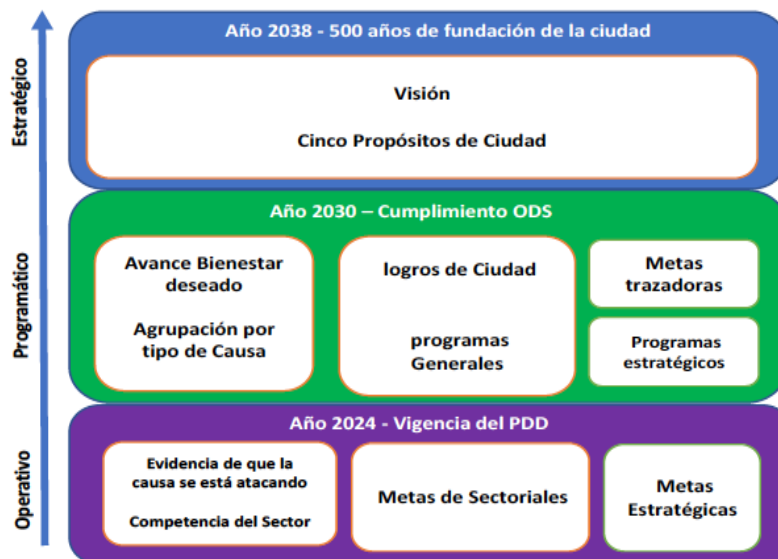 Estratégico
Año 2038 - 500 años de fundación de la ciudad
Visión
Cinco Propósitos de Ciudad
Programático
Año 2030 – Cumplimiento ODS
Avance Bienestar
deseado
Agrupación por
tipo de Causa
logros de Ciudad
programas
Generales
Metas
trazadoras
Programas
estratégicos
Operativo
Año 2024 - Vigencia del PDD
Evidencia de que la
causa se está atacando
Competencia del Sector
Metas de Sectoriales
Metas
Estratégicas